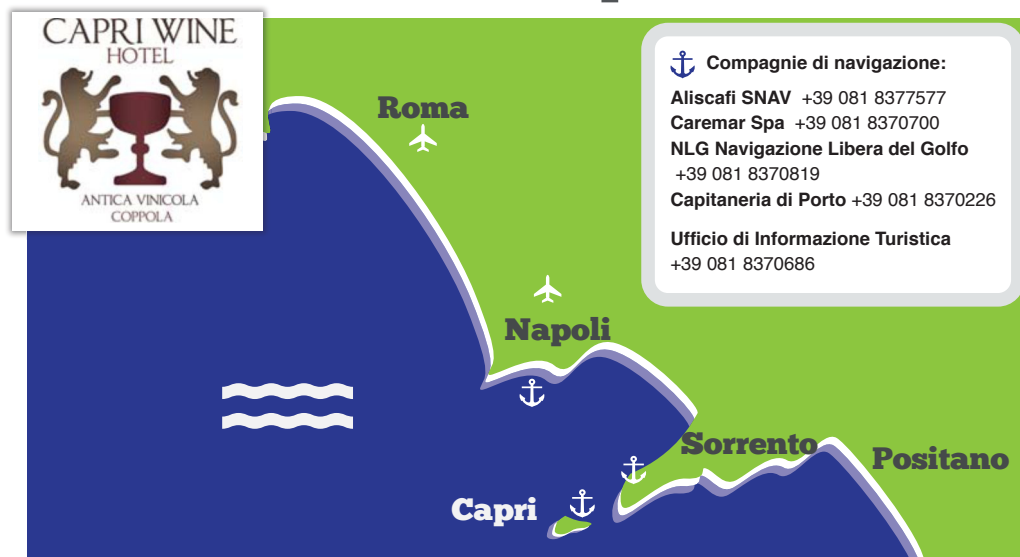 CAPRI WINE
HOTEL
ANTICA VINICOLA
COPPOLA
Compagnie di navigazione:
Aliscafi SNAV +39 081 8377577
Caremar Spa +39 081 8370700
NLG Navigazione Libera del Golfo
+39 081 8370819
Capitaneria di Porto +39 081 8370226
Ufficio di Informazione Turistica
+39 081 8370686
Roma
Napoli
Sorrento
Positano
Capri